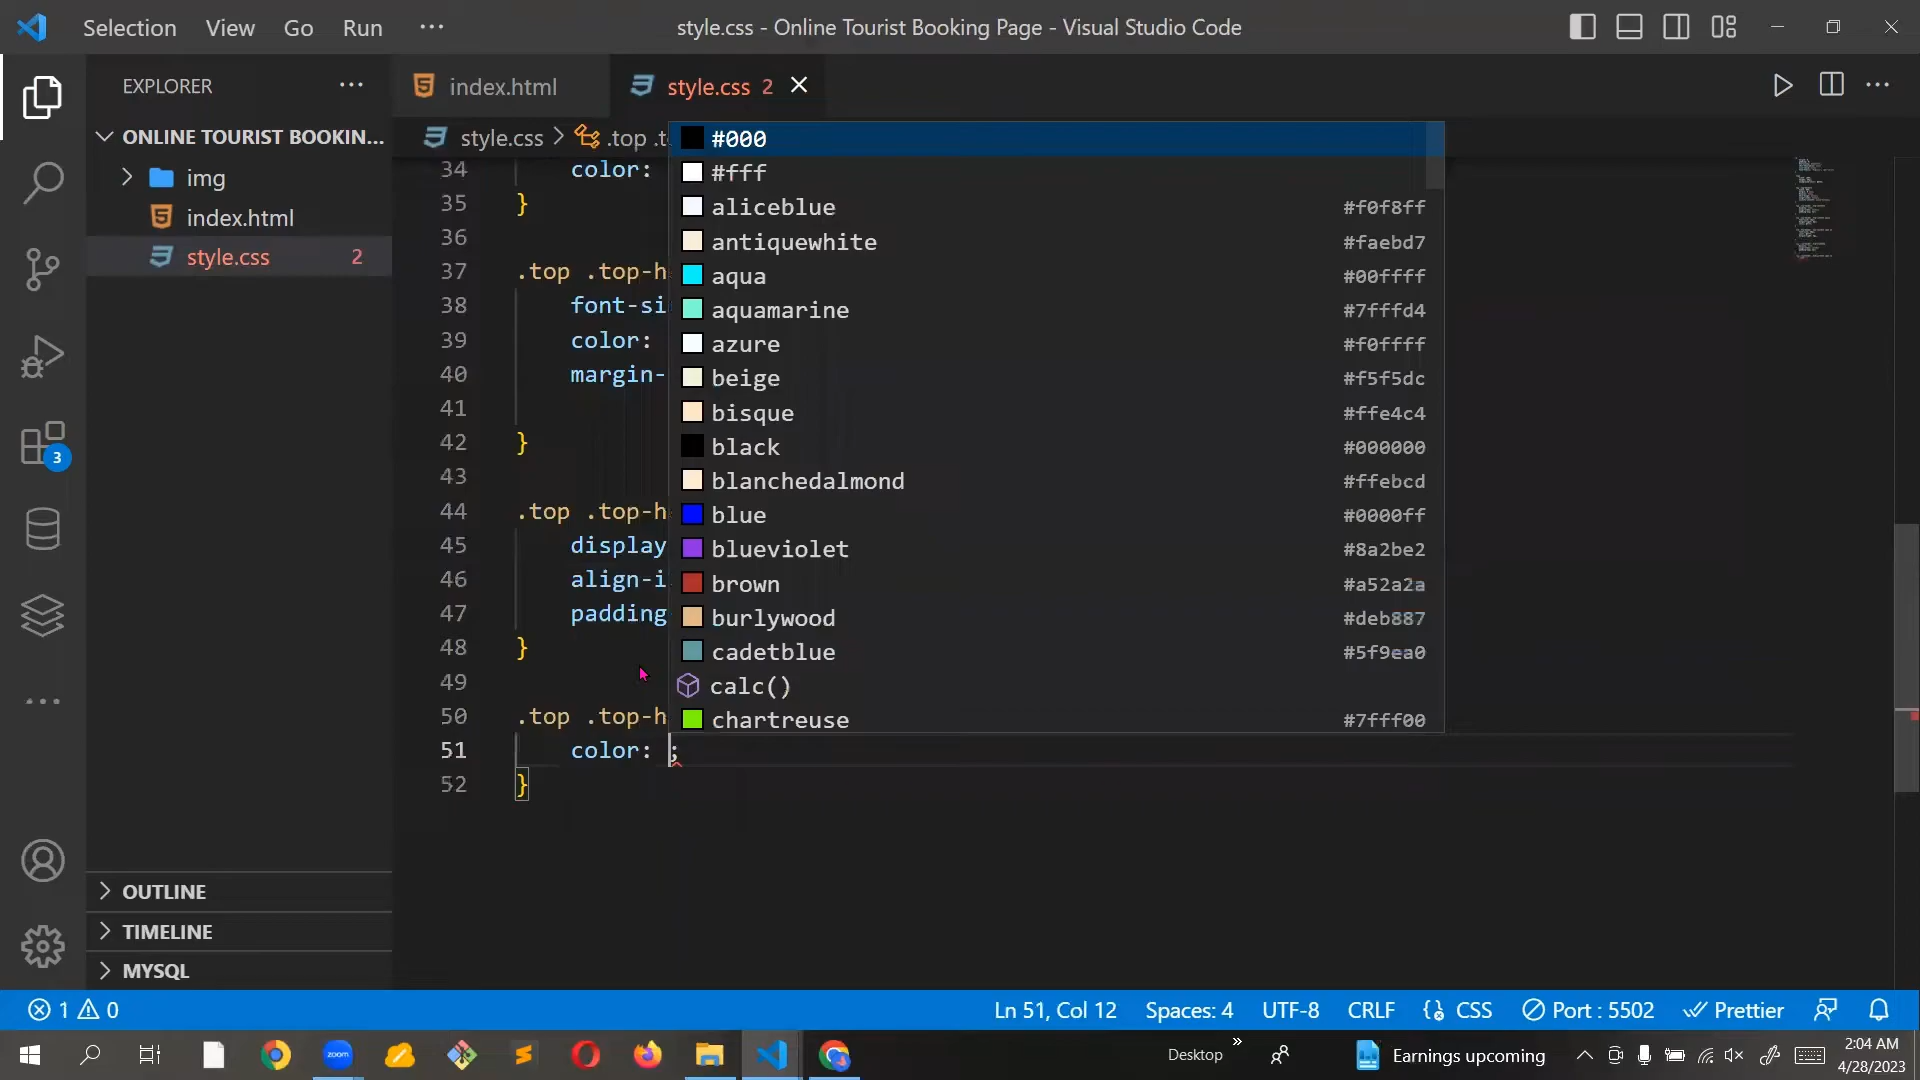 Selection View Go Run ··· style.css - Online Tourist Booking Page - Visual Studio Code
EXPLORER ···
index.html
style.css 2
ONLINE TOURIST BOOKIN...
img
index.html
style.css 2
style.css > .top .t
34 color:
35 }
36
37 .top .top-h
38 font-si
39 color:
40 margin-
41
42 }
43
44 .top .top-h
45 display
46 align-i
47 padding
48 }
49
50 .top .top-h
51 color: ;
52 }
#000
#fff
aliceblue #f0f8ff
antiquewhite #faebd7
aqua #00ffff
aquamarine #7fffd4
azure #f0ffff
beige #f5f5dc
bisque #ffe4c4
black #000000
blanchedalmond #ffebcd
blue #0000ff
blueviolet #8a2be2
brown #a52a2a
burlywood #deb887
cadetblue #5f9ea0
calc()
chartreuse #7fff00
3
OUTLINE
TIMELINE
MYSQL
1 0 Ln 51, Col 12 Spaces: 4 UTF-8 CRLF {} CSS Port : 5502 Prettier
zoom
Desktop » Earnings upcoming
2:04 AM
4/28/2023